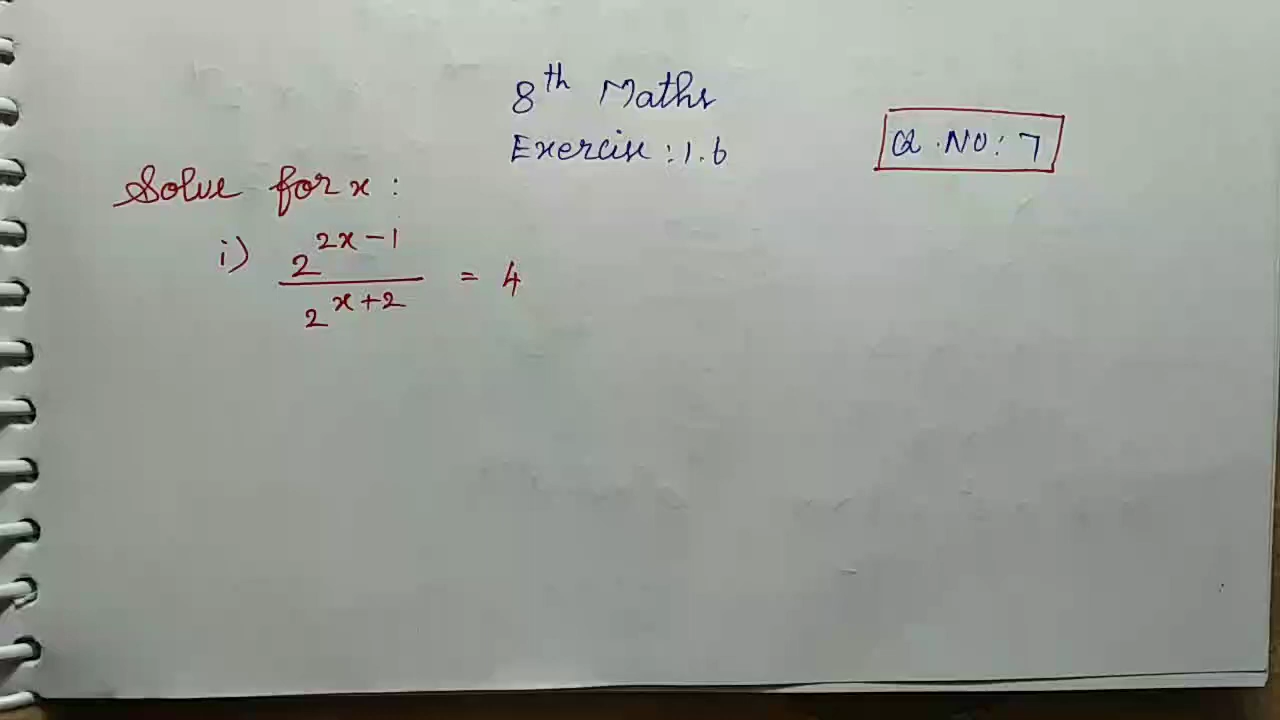 8th Maths
Exercise : 1.6
Q. No: 7
Solve for x :
i) 2^(2x-1) / 2^(x+2) = 4